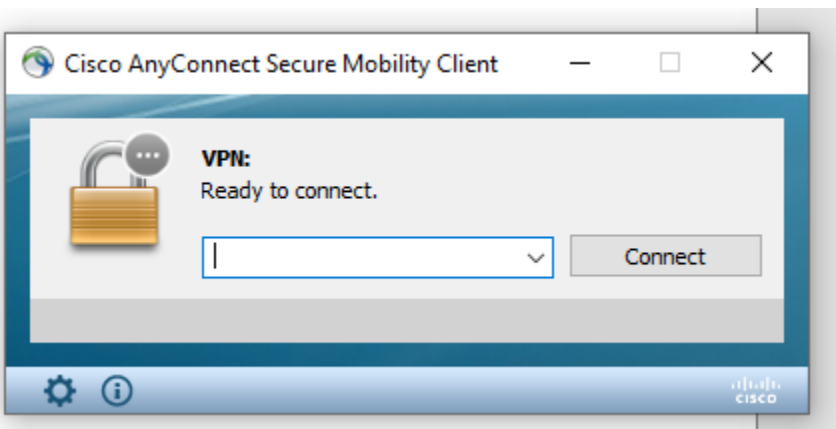 Cisco AnyConnect Secure Mobility Client
VPN:
Ready to connect.
Connect
cisco